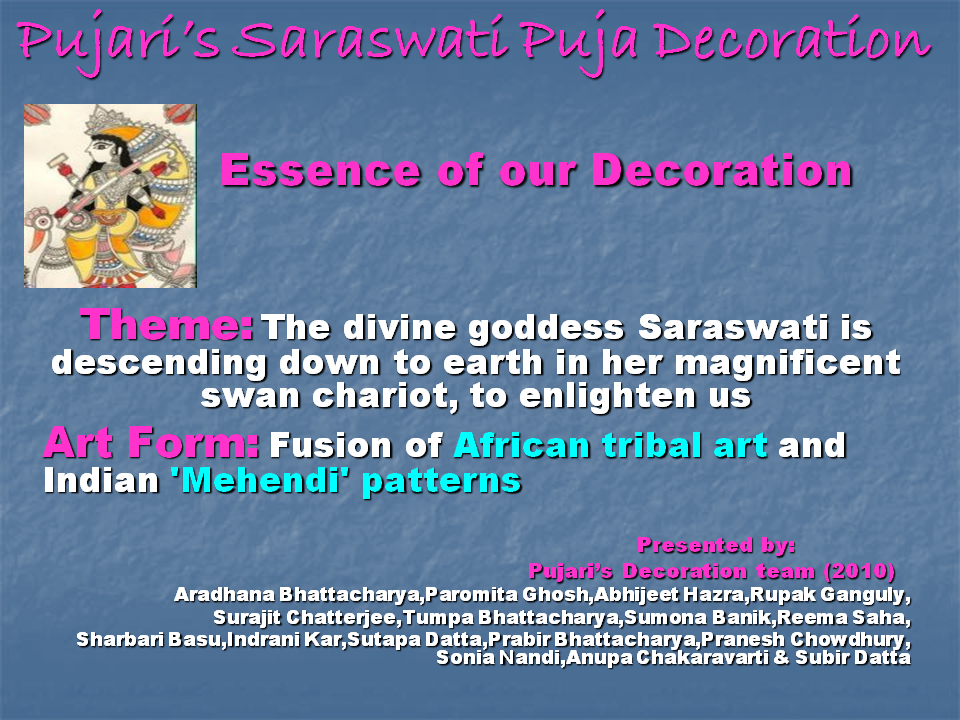 Pujari's Saraswati Puja Decoration
Essence of our Decoration
Theme: The divine goddess Saraswati is
descending down to earth in her magnificent
swan chariot, to enlighten us
Art Form: Fusion of African tribal art and
Indian 'Mehendi' patterns
Presented by:
Pujari's Decoration team (2010)
Aradhana Bhattacharya,Paromita Ghosh,Abhijeet Hazra,Rupak Ganguly,
Surajit Chatterjee,Tumpa Bhattacharya,Sumona Banik,Reema Saha,
Sharbari Basu,Indrani Kar,Sutapa Datta,Prabir Bhattacharya,Pranesh Chowdhury,
Sonia Nandi,Anupa Chakaravarti & Subir Datta